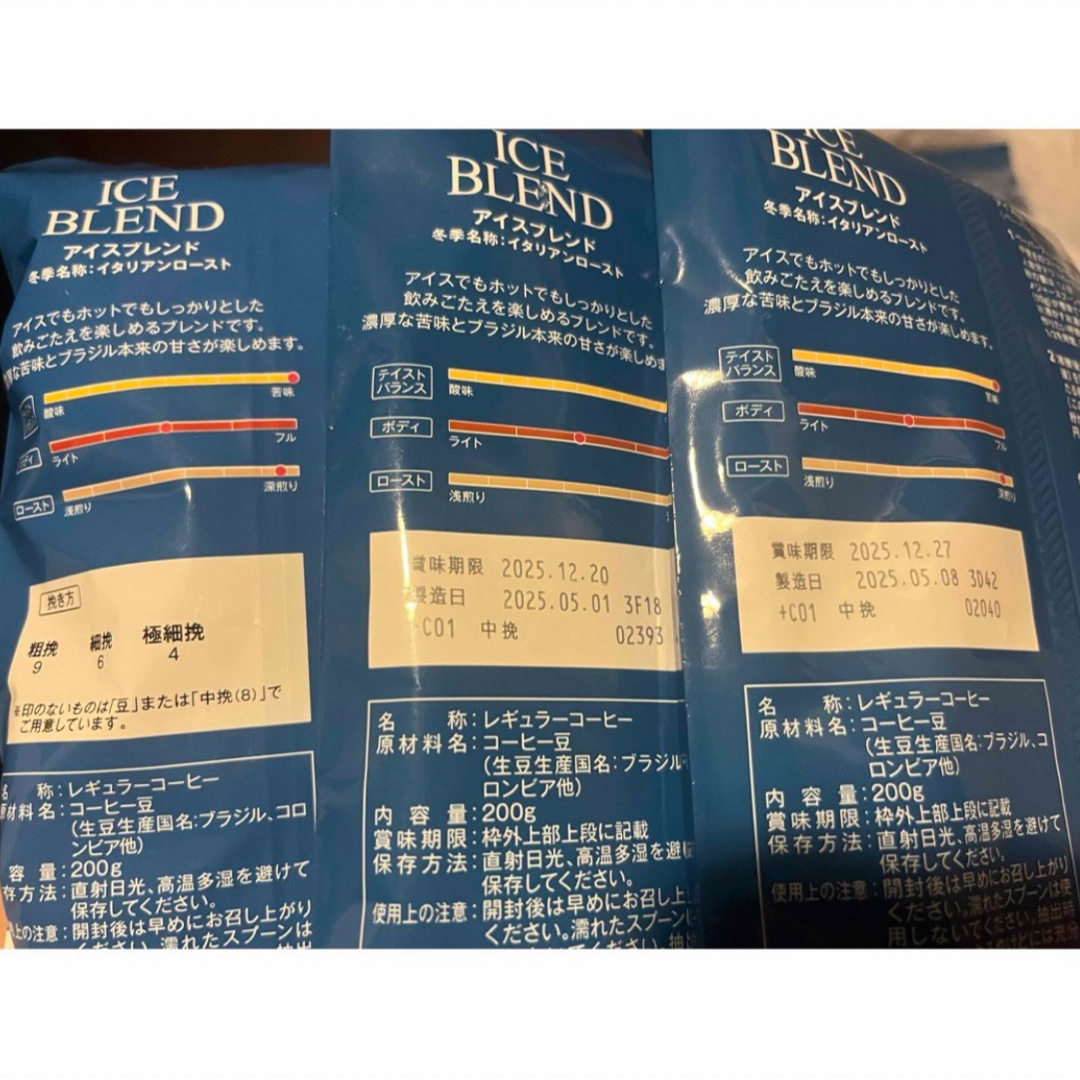 ICE
BLEND
アイスブレンド
冬季名称:イタリアンロースト
アイスでもホットでもしっかりとした
飲みごたえを楽しめるブレンドです。
な苦味とブラジル本来の甘さが楽しめます。
酸味 苦味
ライト フル
ロースト
浅煎り 深煎り
挽き方
粗挽 細挽 極細挽
9 6 4
※印のないものは「豆」または「中挽(8)」で
ご用意しています。
名 称:レギュラーコーヒー
原材料名:コーヒー豆
(生豆生産国名:ブラジル、コロ
ンビア他)
容量:200g
存方法:直射日光、高温多湿を避けて
保存してください。
上の注意:開封後は早めにお召し上がり
ください。濡れたスプーンは
ICE
BLEND
アイスブレンド
冬季名称:イタリアンロースト
アイスでもホットでもしっかりとした
飲みごたえを楽しめるブレンドです。
濃厚な苦味とブラジル本来の甘さが楽しめま
テイスト
バランス
酸味
ボディ
ライト
ロースト
浅煎り
賞味期限 2025.12.20
製造日 2025.05.01 3F18
+C01 中挽 02393
名 称:レギュラーコーヒー
原材料名:コーヒー豆
(生豆生産国名:ブラジル
ロンビア他)
内容量:200g
賞味期限:枠外上部上段に記載
保存方法:直射日光、高温多湿を避
保存してください。
使用上の注意:開封後は早めにお召し上
ください。濡れたスプーン
ICE
BLEND
アイスブレンド
冬季名称:イタリアンロースト
アイスでもホットでもしっかりとした
飲みごたえを楽しめるブレンドです。
濃厚な苦味とブラジル本来の甘さが楽しめます。
テイスト
バランス
酸味 苦味
ボディ
ライト フル
ロースト
浅煎り 深煎り
賞味期限 2025.12.27
製造日 2025.05.08 3D42
+C01 中挽 02040
名 称:レギュラーコーヒー
原材料名:コーヒー豆
(生豆生産国名:ブラジル、コ
ロンビア他)
内容量:200g
賞味期限:枠外上部上段に記載
保存方法:直射日光、高温多湿を避けて
保存してください。
使用上の注意:開封後は早めにお召し上がり
ください。濡れたスプーンは使
用しないでください。抽出時